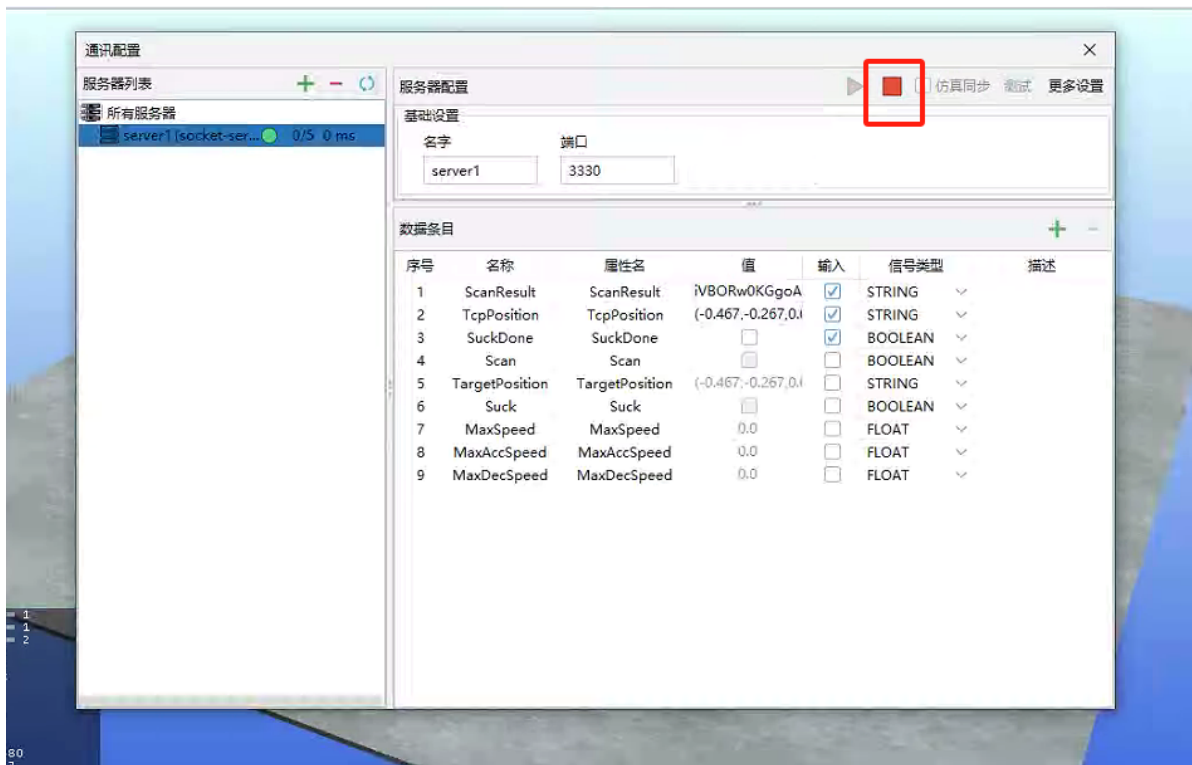 通讯配置
服务器列表
所有服务器
server1 [socket-ser... 0/5 0 ms
服务器配置
仿真同步 测试 更多设置
基础设置
名字 端口
server1 3330
数据条目
序号 名称 属性名 值 输入 信号类型 描述
1 ScanResult ScanResult iVBORw0KGgoA STRING
2 TcpPosition TcpPosition (-0.467,-0.267,0.( STRING
3 SuckDone SuckDone BOOLEAN
4 Scan Scan BOOLEAN
5 TargetPosition TargetPosition (-0.467,-0.267,0.( STRING
6 Suck Suck BOOLEAN
7 MaxSpeed MaxSpeed 0.0 FLOAT
8 MaxAccSpeed MaxAccSpeed 0.0 FLOAT
9 MaxDecSpeed MaxDecSpeed 0.0 FLOAT
= 1
= 1
= 2
80